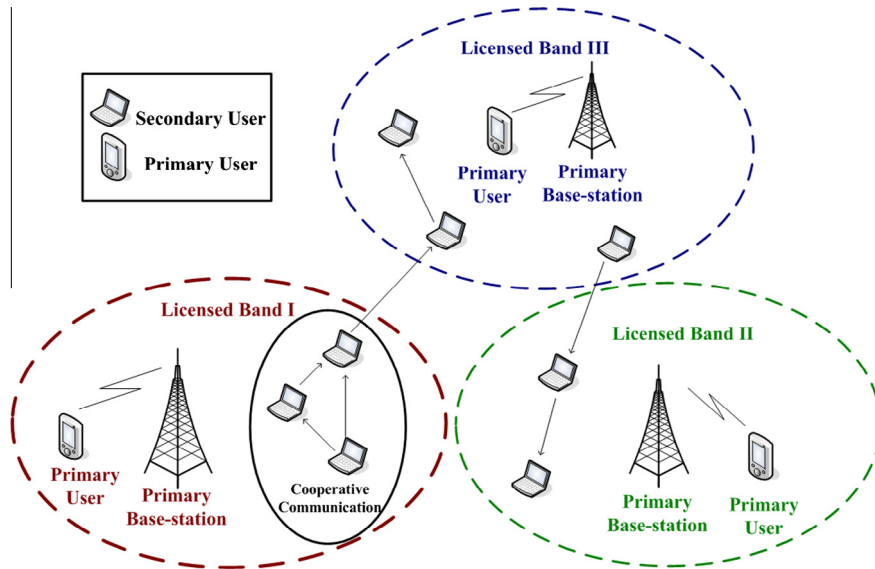 Licensed Band III
Secondary User
Primary User
Primary
User
Primary
Base-station
Licensed Band I
Licensed Band II
Primary
User
Primary
Base-station
Cooperative
Communication
Primary
Base-station
Primary
User